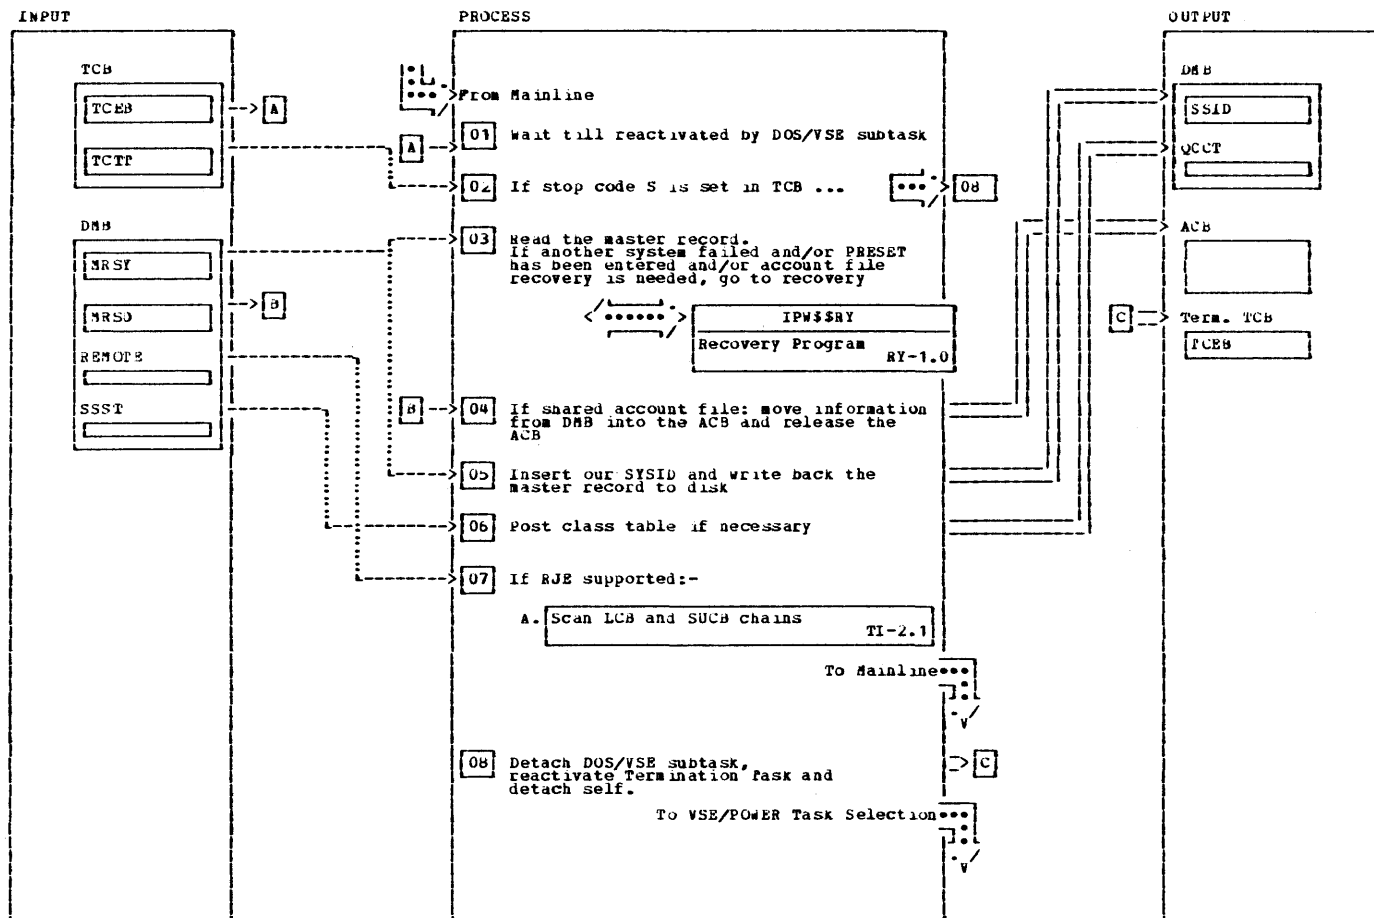 INPUT
PROCESS
OUTPUT
TCB
TCEB
A
TCTT
DMB
MRSY
B
MRSD
REMOTE
SSST
From Mainline
A
01 Wait till reactivated by DOS/VSE subtask
02 If stop code S is set in TCB ...
08
03 Read the master record.
If another system failed and/or PRESET
has been entered and/or account file
recovery is needed, go to recovery
IPW$$RY
Recovery Program
RY-1.0
B
04 If shared account file: move information
from DMB into the ACB and release the
ACB
05 Insert our SYSID and write back the
master record to disk
06 Post class table if necessary
07 If RJE supported:-
A. Scan LCB and SUCB chains
TI-2.1
To Mainline
08 Detach DOS/VSE subtask,
reactivate Termination Task and
detach self.
C
To VSE/POWER Task Selection
DMB
SSID
QCCT
ACB
C
Term. TCB
TCEB